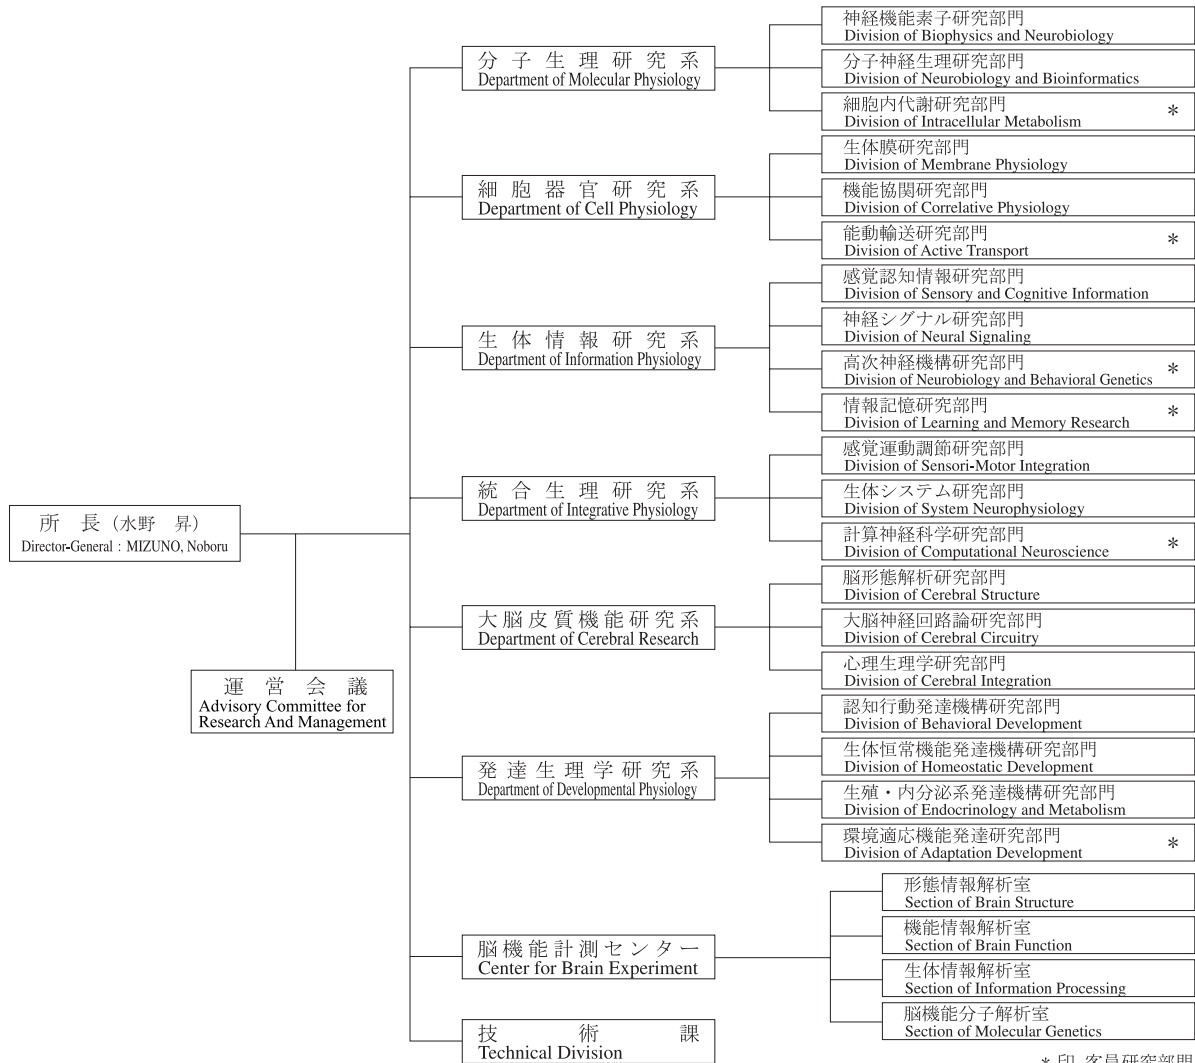 所 長 (水野 昇)
Director-General : MIZUNO, Noboru
運 営 会 議
Advisory Committee for
Research And Management
分 子 生 理 研 究 系
Department of Molecular Physiology
神経機能素子研究部門
Division of Biophysics and Neurobiology
分子神経生理研究部門
Division of Neurobiology and Bioinformatics
細胞内代謝研究部門 *
Division of Intracellular Metabolism
細 胞 器 官 研 究 系
Department of Cell Physiology
生体膜研究部門
Division of Membrane Physiology
機能協関研究部門
Division of Correlative Physiology
能動輸送研究部門 *
Division of Active Transport
生 体 情 報 研 究 系
Department of Information Physiology
感覚認知情報研究部門
Division of Sensory and Cognitive Information
神経シグナル研究部門
Division of Neural Signaling
高次神経機構研究部門 *
Division of Neurobiology and Behavioral Genetics
情報記憶研究部門 *
Division of Learning and Memory Research
統 合 生 理 研 究 系
Department of Integrative Physiology
感覚運動調節研究部門
Division of Sensori-Motor Integration
生体システム研究部門
Division of System Neurophysiology
計算神経科学研究部門 *
Division of Computational Neuroscience
大 脳 皮 質 機 能 研 究 系
Department of Cerebral Research
脳形態解析研究部門
Division of Cerebral Structure
大脳神経回路論研究部門
Division of Cerebral Circuitry
心理生理学研究部門
Division of Cerebral Integration
発 達 生 理 学 研 究 系
Department of Developmental Physiology
認知行動発達機構研究部門
Division of Behavioral Development
生体恒常機能発達機構研究部門
Division of Homeostatic Development
生殖・内分泌系発達機構研究部門
Division of Endocrinology and Metabolism
環境適応機能発達研究部門 *
Division of Adaptation Development
脳機能計測センター
Center for Brain Experiment
形態情報解析室
Section of Brain Structure
機能情報解析室
Section of Brain Function
生体情報解析室
Section of Information Processing
脳機能分子解析室
Section of Molecular Genetics
技 術 課
Technical Division
* 印 客員研究部門